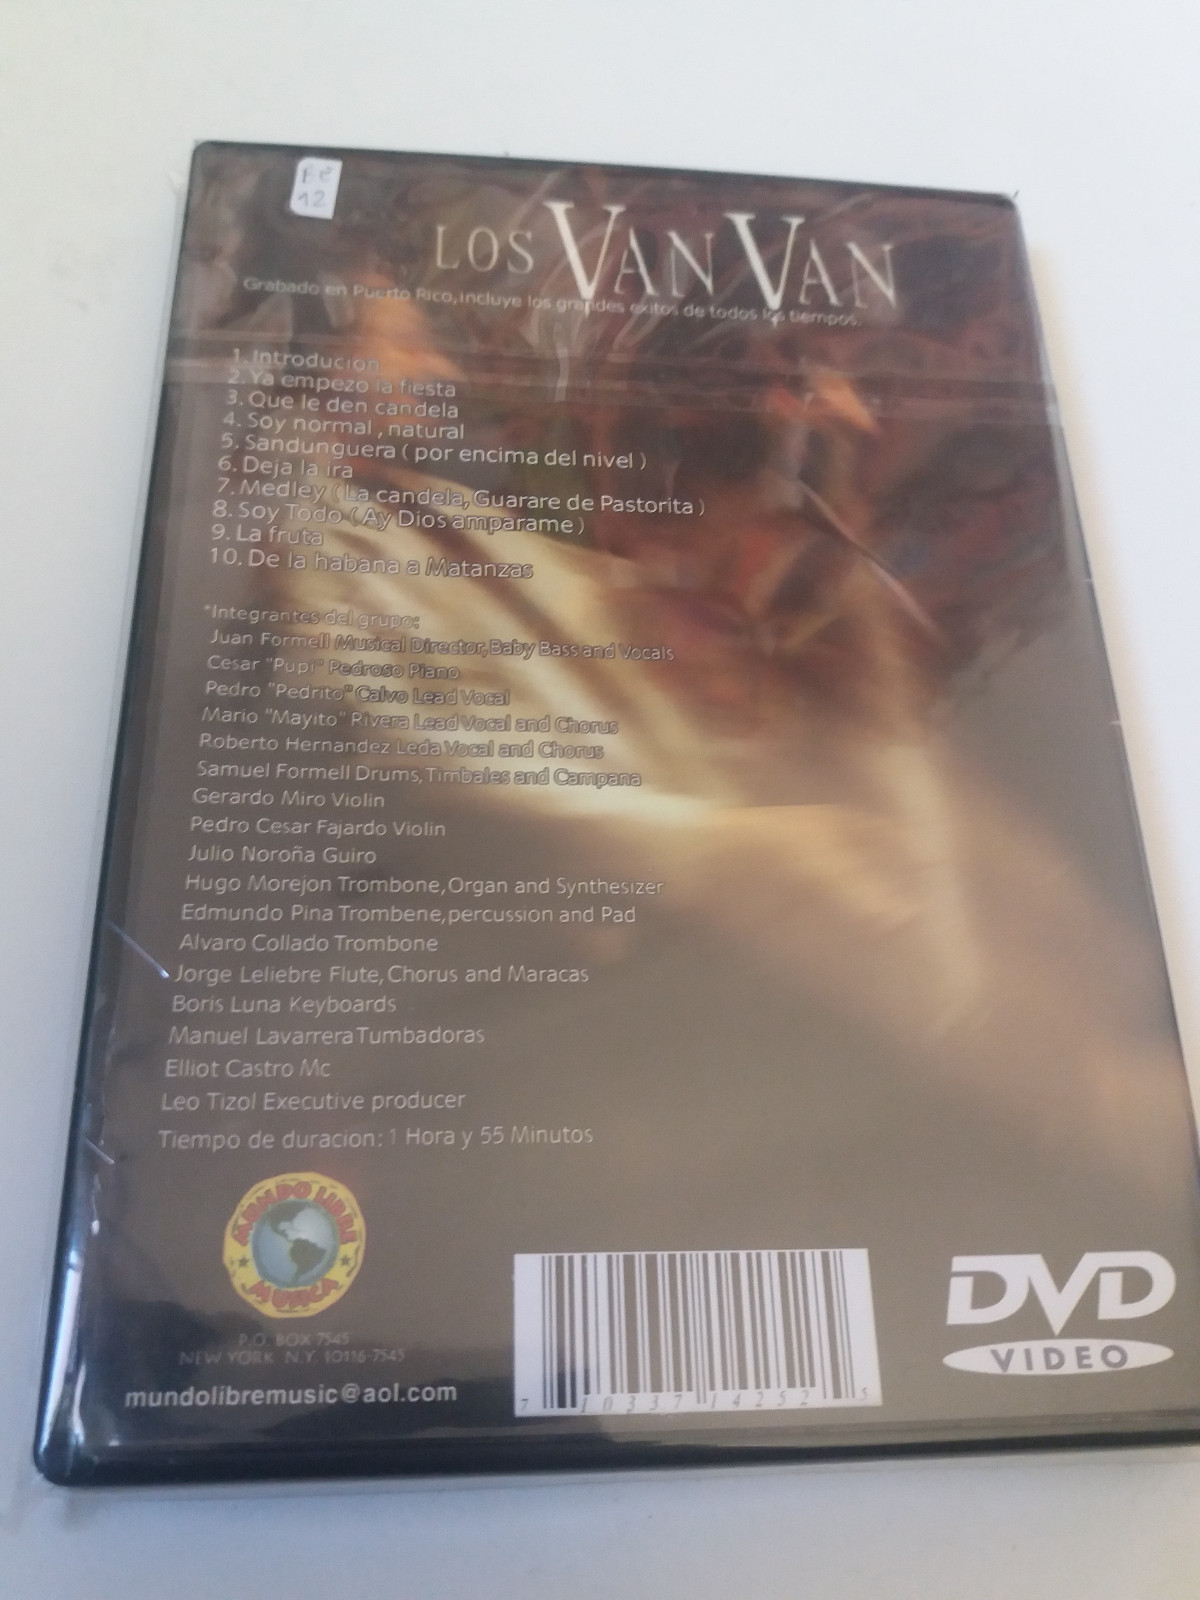 LOS VAN VAN
Grabado en Puerto Rico, incluye los grandes exitos de todos los tiempos.
1. Introducion
2. Ya empezo la fiesta
3. Que le den candela
4. Soy normal , natural
5. Sandunguera ( por encima del nivel )
6. Deja la ira
7. Medley ( La candela, Guarare de Pastorita )
8. Soy Todo ( Ay Dios amparame )
9. La fruta
10. De la habana a Matanzas
*Integrantes del grupo:
Juan Formell Musical Director, Baby Bass and Vocals
Cesar "Pupi" Pedroso Piano
Pedro "Pedrito" Calvo Lead Vocal
Mario "Mayito" Rivera Lead Vocal and Chorus
Roberto Hernandez Leda Vocal and Chorus
Samuel Formell Drums, Timbales and Campana
Gerardo Miro Violin
Pedro Cesar Fajardo Violin
Julio Noroña Guiro
Hugo Morejon Trombone, Organ and Synthesizer
Edmundo Pina Trombene, percussion and Pad
Alvaro Collado Trombone
Jorge Leliebre Flute, Chorus and Maracas
Boris Luna Keyboards
Manuel Lavarrera Tumbadoras
Elliot Castro Mc
Leo Tizol Executive producer
Tiempo de duracion: 1 Hora y 55 Minutos
MUNDO LIBRE
MUSICA
P.O. BOX 7545
NEW YORK N.Y. 10116-7545
mundolibremusic@aol.com
7 10337 14252 5
DVD
VIDEO